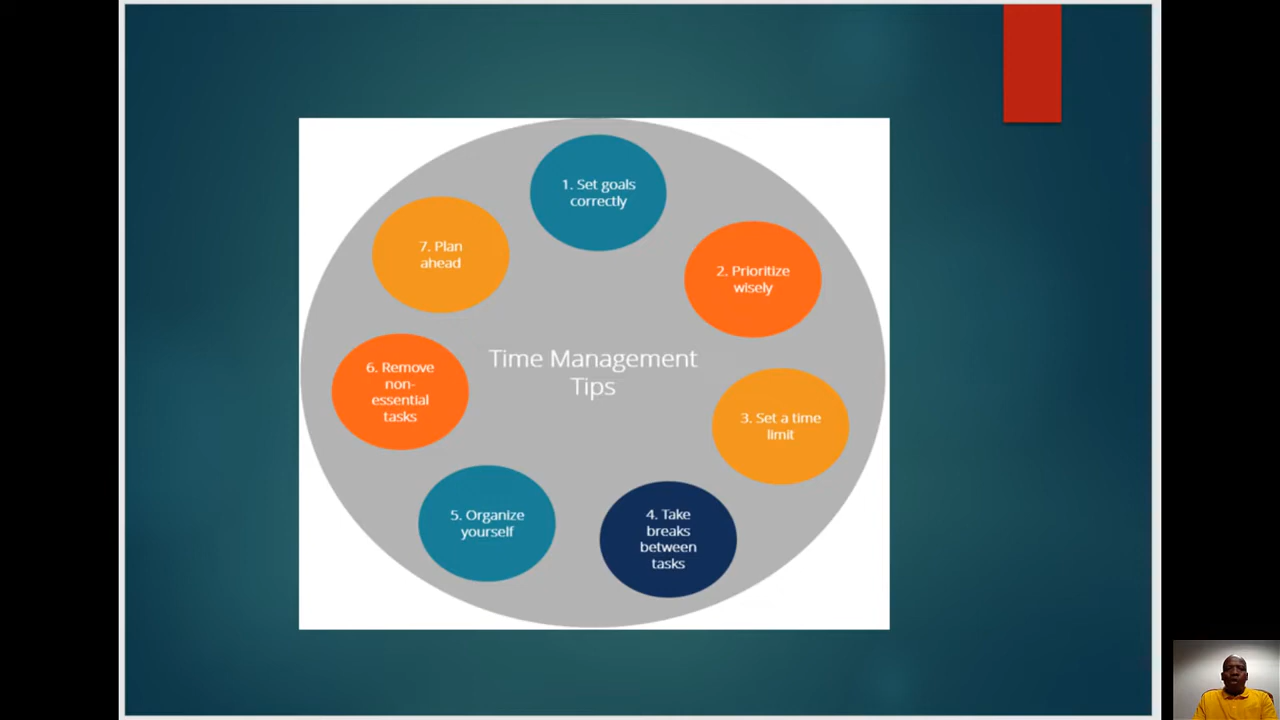 1. Set goals
correctly
2. Prioritize
wisely
3. Set a time
limit
4. Take
breaks
between
tasks
5. Organize
yourself
6. Remove
non-
essential
tasks
7. Plan
ahead
Time Management
Tips